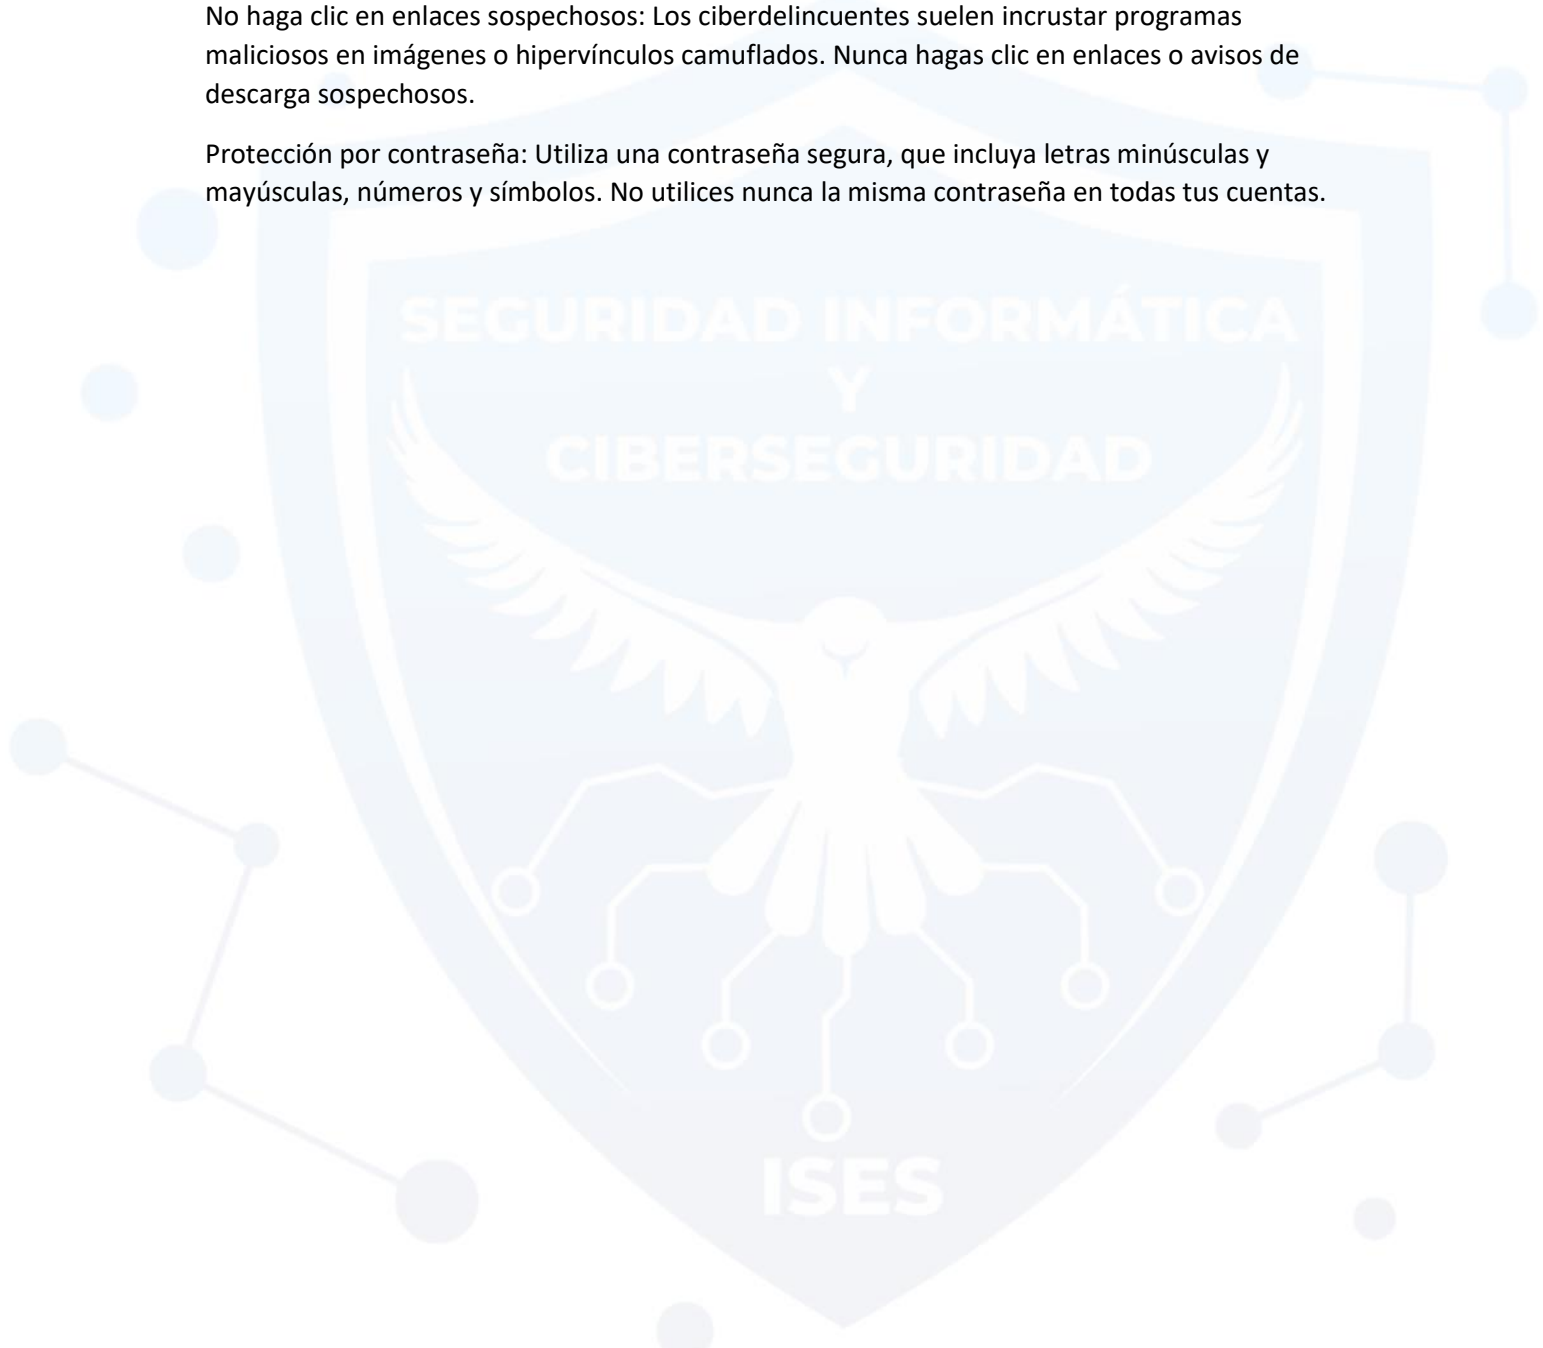 No haga clic en enlaces sospechosos: Los ciberdelincuentes suelen incrustar programas
maliciosos en imágenes o hipervínculos camuflados. Nunca hagas clic en enlaces o avisos de
descarga sospechosos.
Protección por contraseña: Utiliza una contraseña segura, que incluya letras minúsculas y
mayúsculas, números y símbolos. No utilices nunca la misma contraseña en todas tus cuentas.
SEGURIDAD INFORMÁTICA
Y
CIBERSEGURIDAD
ISES